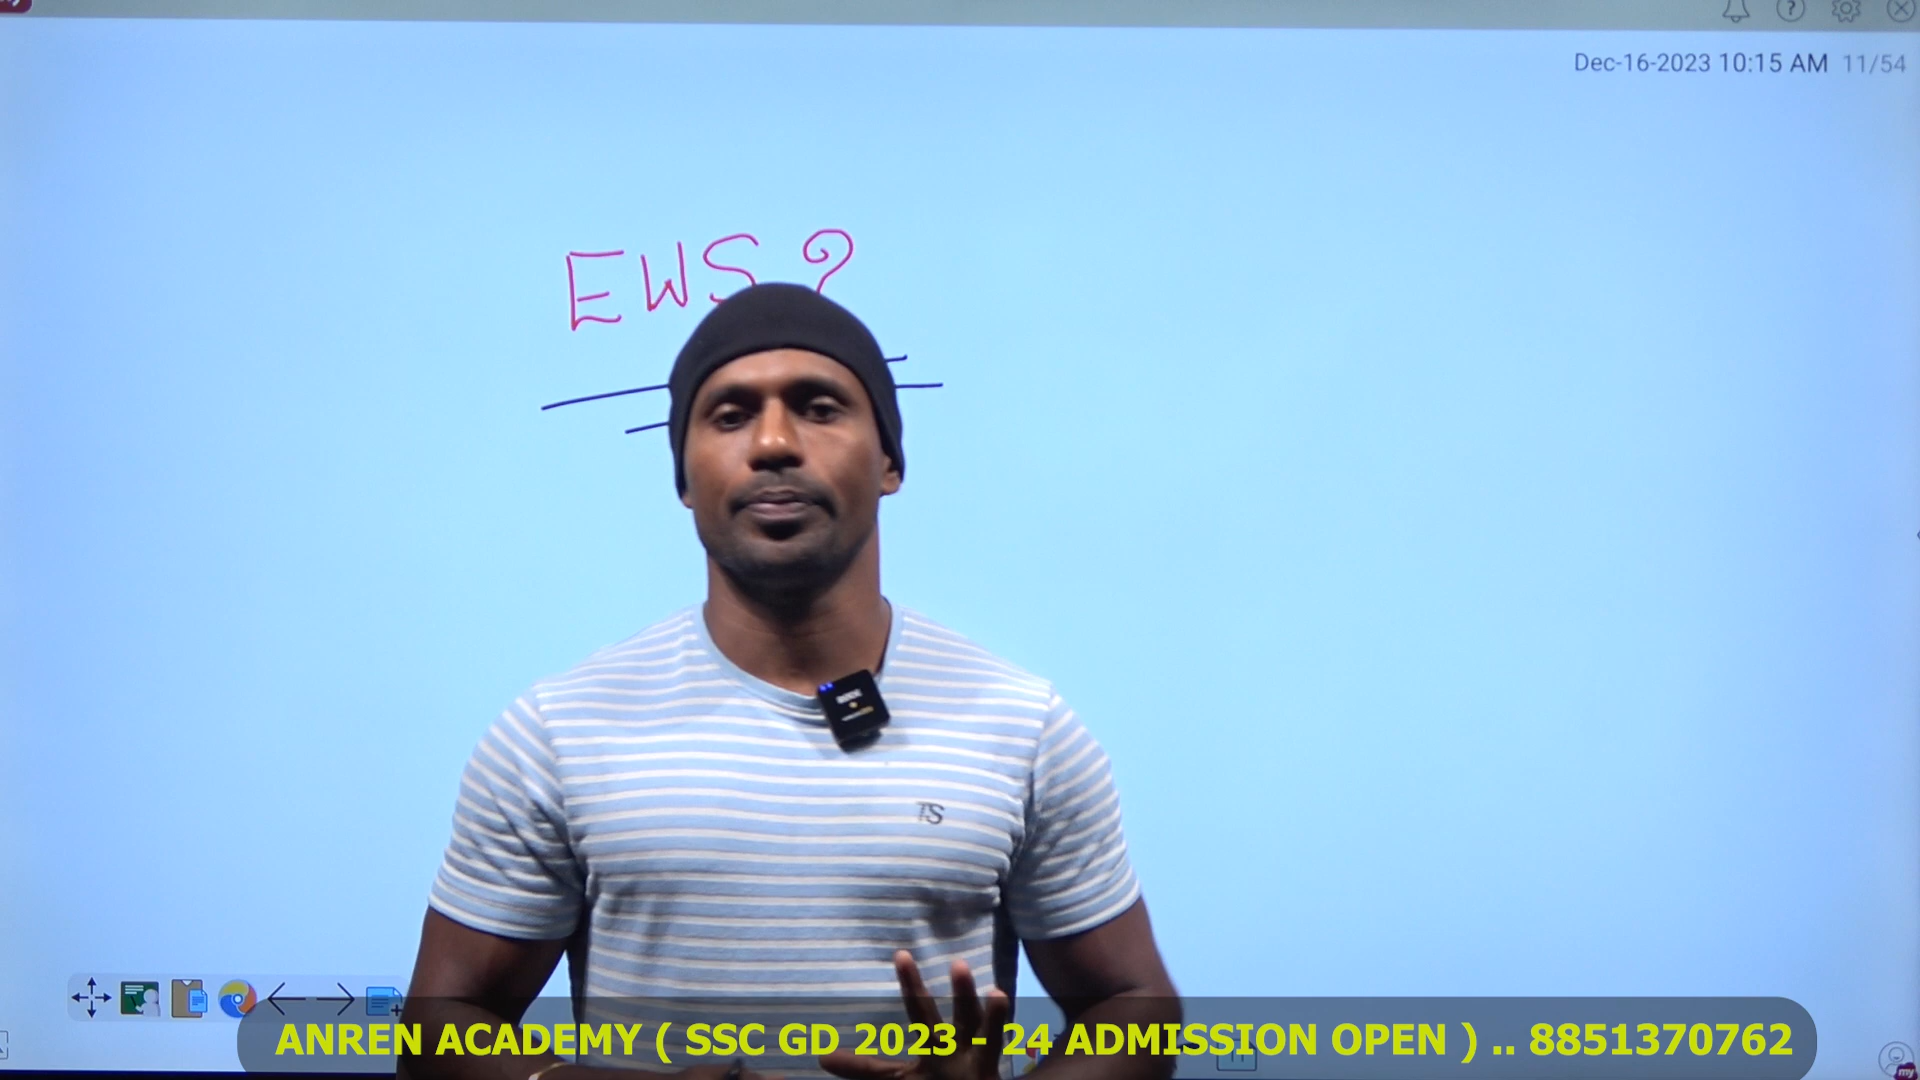 Dec-16-2023 10:15 AM 11/54
EWS ?
TS
ANREN ACADEMY ( SSC GD 2023 - 24 ADMISSION OPEN ) .. 8851370762
my